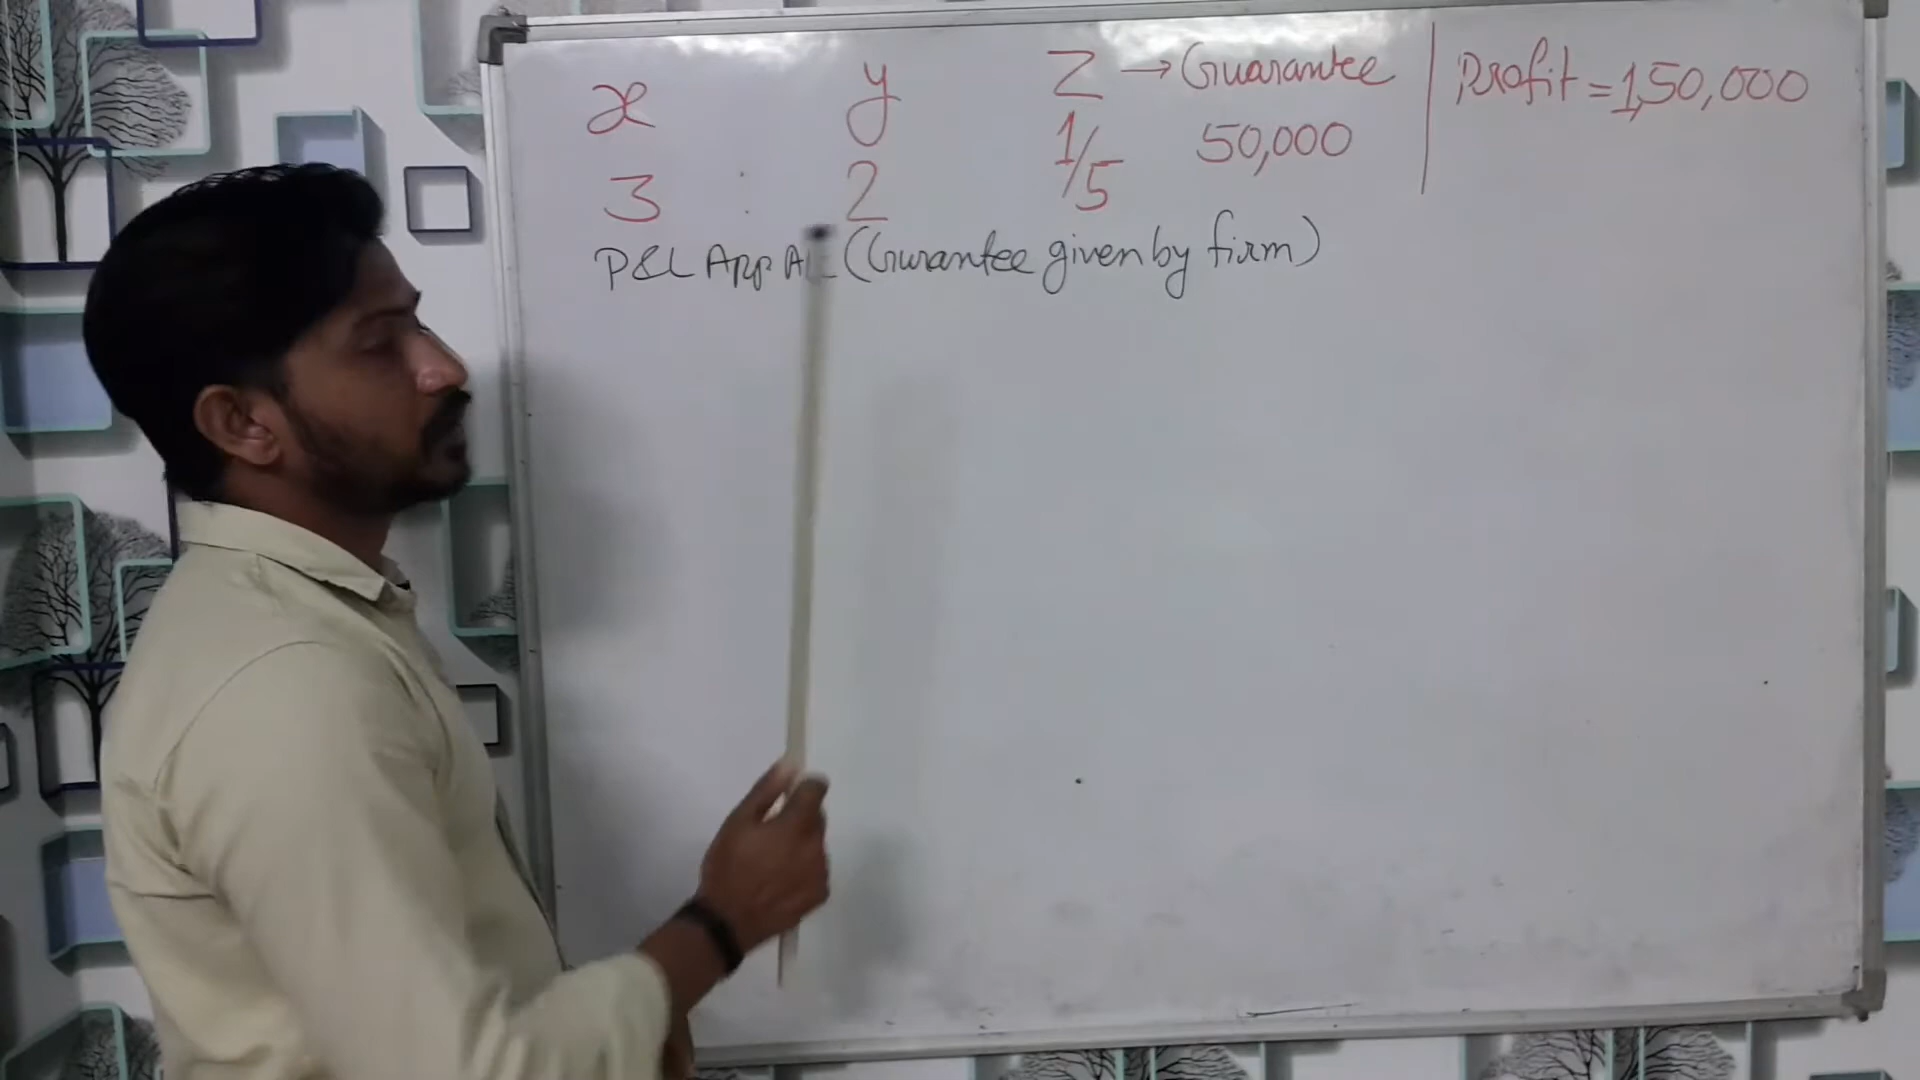 x y Z → Guarantee | Profit = 1,50,000
3 : 2 1/5 50,000
P&L App A (Gurantee given by firm)